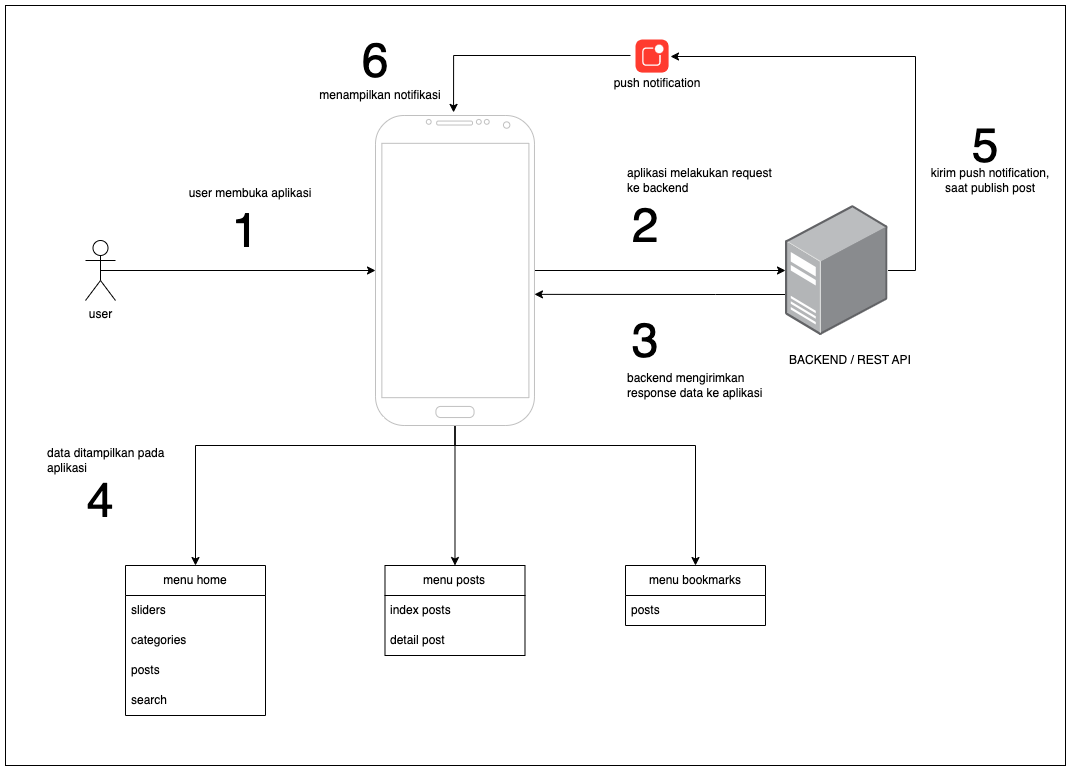 6
menampilkan notifikasi
push notification
5
kirim push notification,
saat publish post
user membuka aplikasi
1
aplikasi melakukan request
ke backend
2
user
3
backend mengirimkan
response data ke aplikasi
BACKEND / REST API
data ditampilkan pada
aplikasi
4
menu home
sliders
categories
posts
search
menu posts
index posts
detail post
menu bookmarks
posts